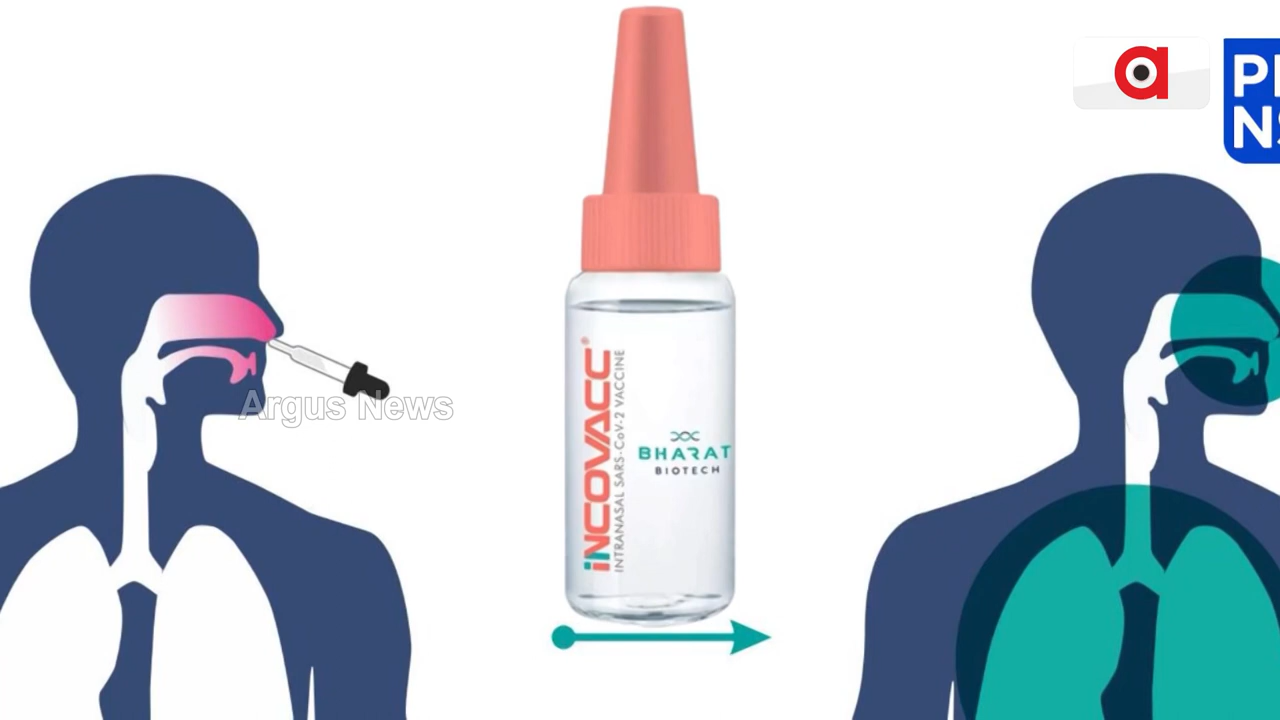 iNCOVACC®
INTRANASAL SARS-CoV-2 VACCINE
BHARAT
BIOTECH
Argus News
a